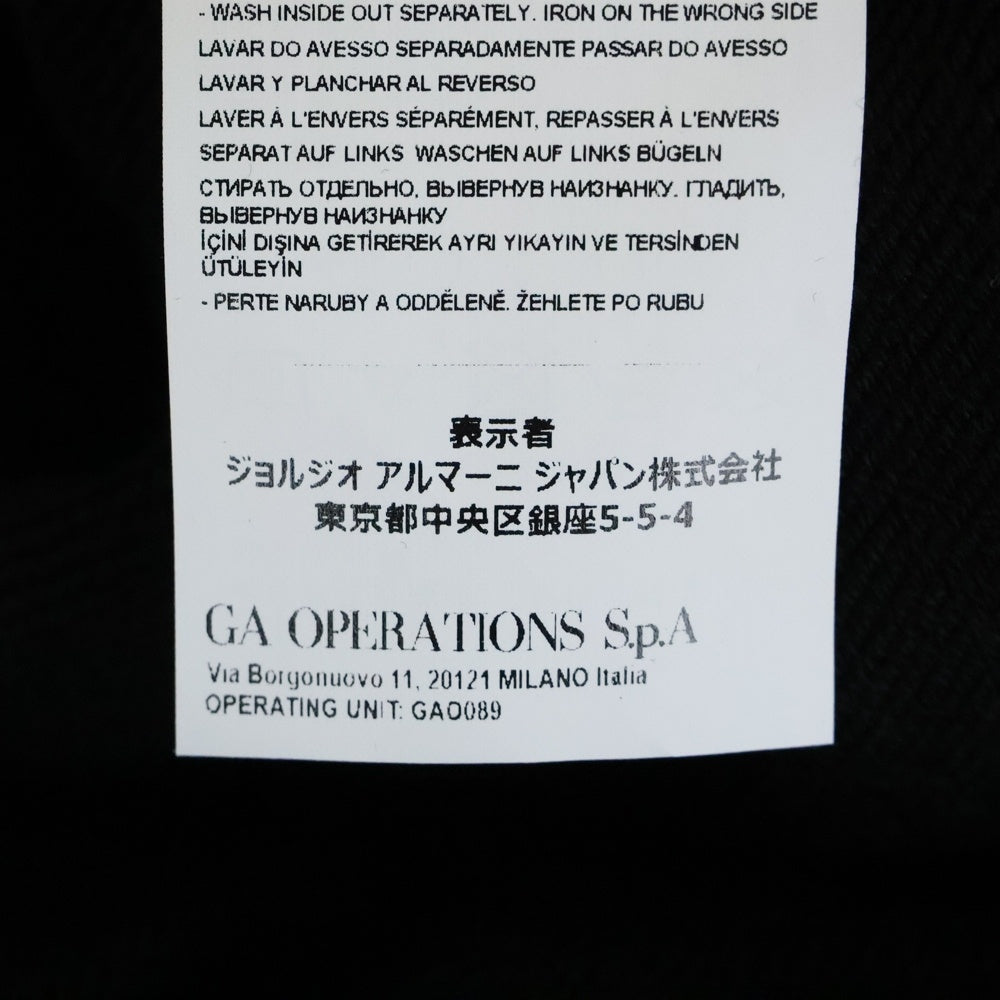 - WASH INSIDE OUT SEPARATELY. IRON ON THE WRONG SIDE
LAVAR DO AVESSO SEPARADAMENTE PASSAR DO AVESSO
LAVAR Y PLANCHAR AL REVERSO
LAVER À L'ENVERS SÉPARÉMENT, REPASSER À L'ENVERS
SEPARAT AUF LINKS WASCHEN AUF LINKS BÜGELN
СТИРАТЬ ОТДЕЛЬНО, ВЫВЕРНУВ НАИЗНАНКУ. ГЛАДИТЬ,
ВЫВЕРНУВ НАИЗНАНКУ
İÇİNİ DIŞINA GETİREREK AYRI YIKAYIN VE TERSİNDEN
ÜTÜLEYİN
- PERTE NARUBY A ODDĚLENĚ. ŽEHLETE PO RUBU
表示者
ジョルジオ アルマーニ ジャパン株式会社
東京都中央区銀座5-5-4
GA OPERATIONS S.p.A
Via Borgonuovo 11, 20121 MILANO Italia
OPERATING UNIT: GAO089